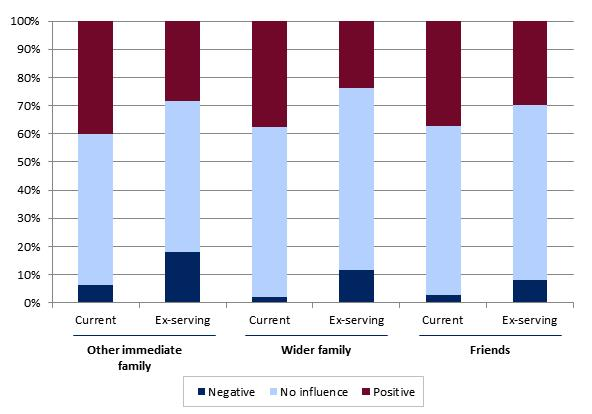 100%
90%
80%
70%
60%
50%
40%
30%
20%
10%
0%
Current Ex-serving Current Ex-serving Current Ex-serving
Other immediate Wider family Friends
family
Negative No influence Positive